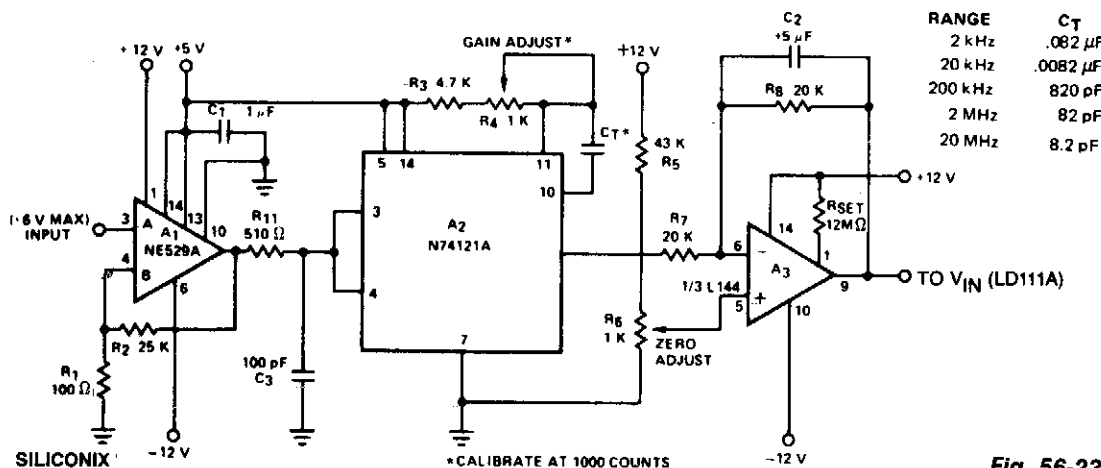 RANGE CT
2 kHz .082 µF
20 kHz .0082 µF
200 kHz 820 pF
2 MHz 82 pF
20 MHz 8.2 pF
+12 V
+5 V
GAIN ADJUST*
+12 V
C2
+5 µF
R3 4.7 K
R8 20 K
C1 1 µF
R4 1 K
CT*
43 K
R5
5 14 11
10
+12 V
1
14
13
10
(±6 V MAX)
INPUT
3
A
A1
NE529A
4
B
6
R11
510 Ω
3
4
A2
N74121A
7
R7
20 K
RSET
12MΩ
14
1
6
-
A3
1/3 L144
+
5
9
10
TO VIN (LD111A)
R2 25 K
R1
100 Ω
100 pF
C3
R6
1 K
ZERO
ADJUST
-12 V
-12 V
SILICONIX
*CALIBRATE AT 1000 COUNTS
Fig. 56-23